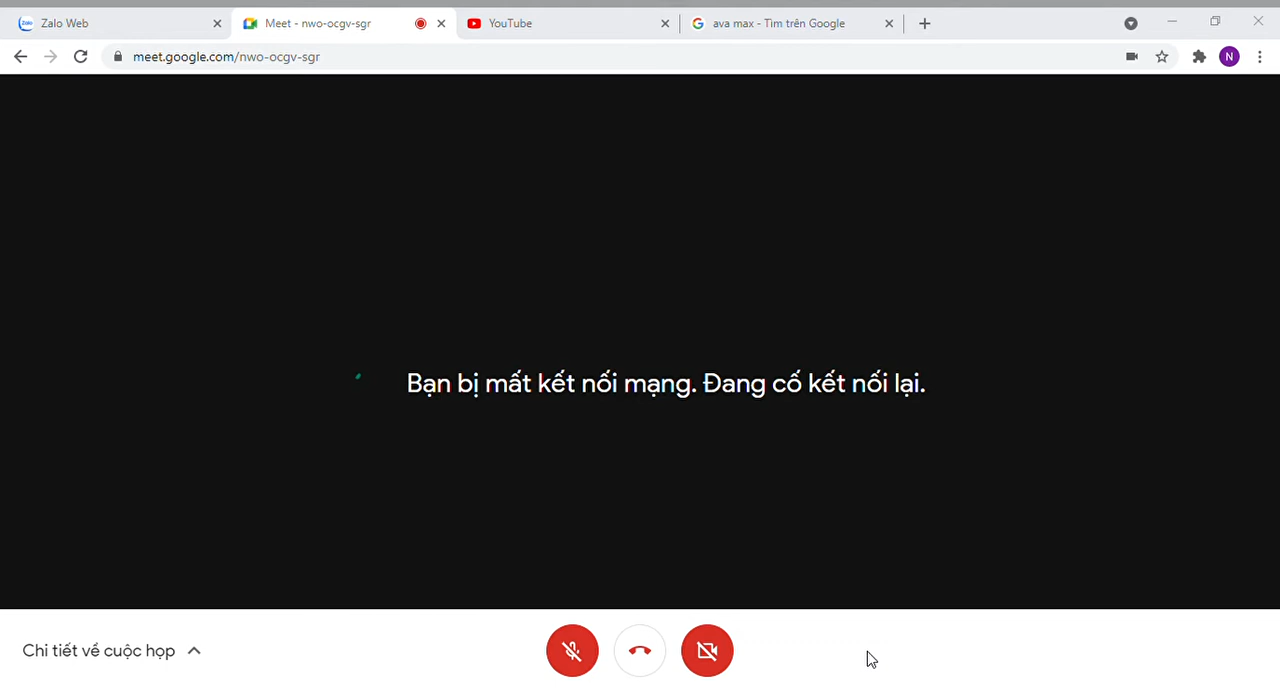 Zalo Web
Meet - nwo-ocgv-sgr
YouTube
ava max - Tìm trên Google
meet.google.com/nwo-ocgv-sgr
N
Bạn bị mất kết nối mạng. Đang cố kết nối lại.
Chi tiết về cuộc họp